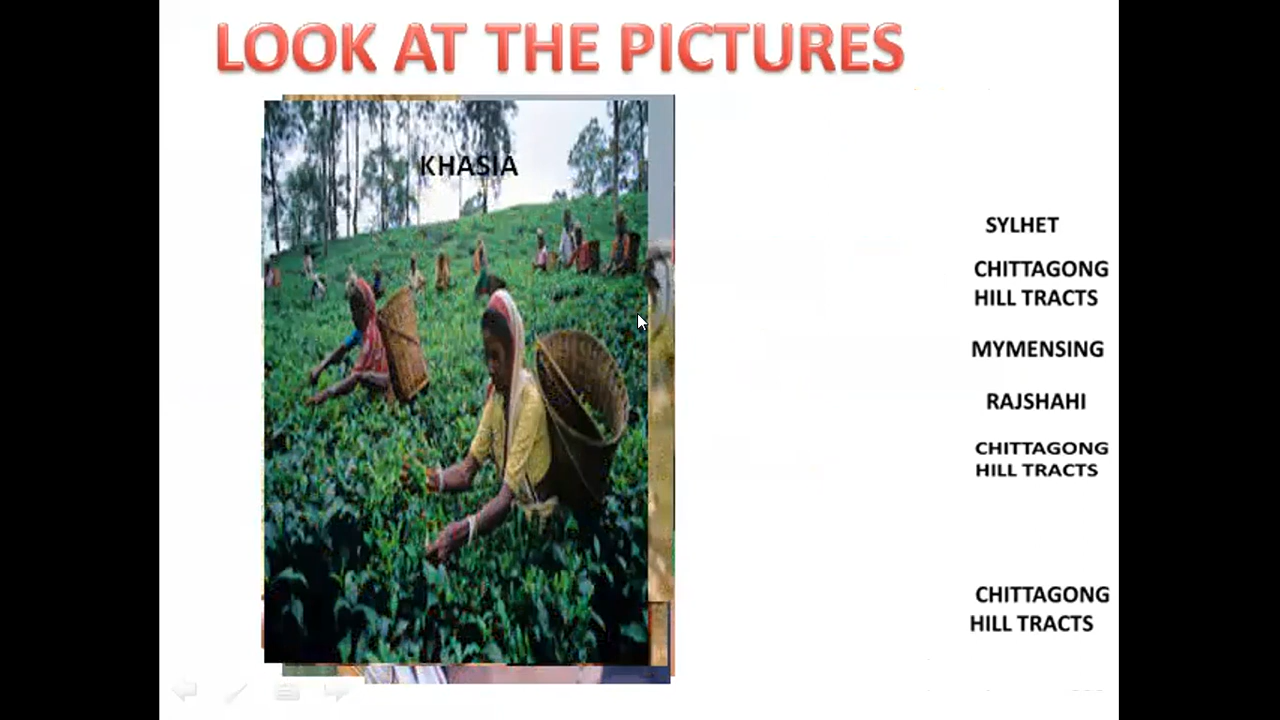 LOOK AT THE PICTURES
KHASIA
SYLHET
CHITTAGONG
HILL TRACTS
MYMENSING
RAJSHAHI
CHITTAGONG
HILL TRACTS
CHITTAGONG
HILL TRACTS